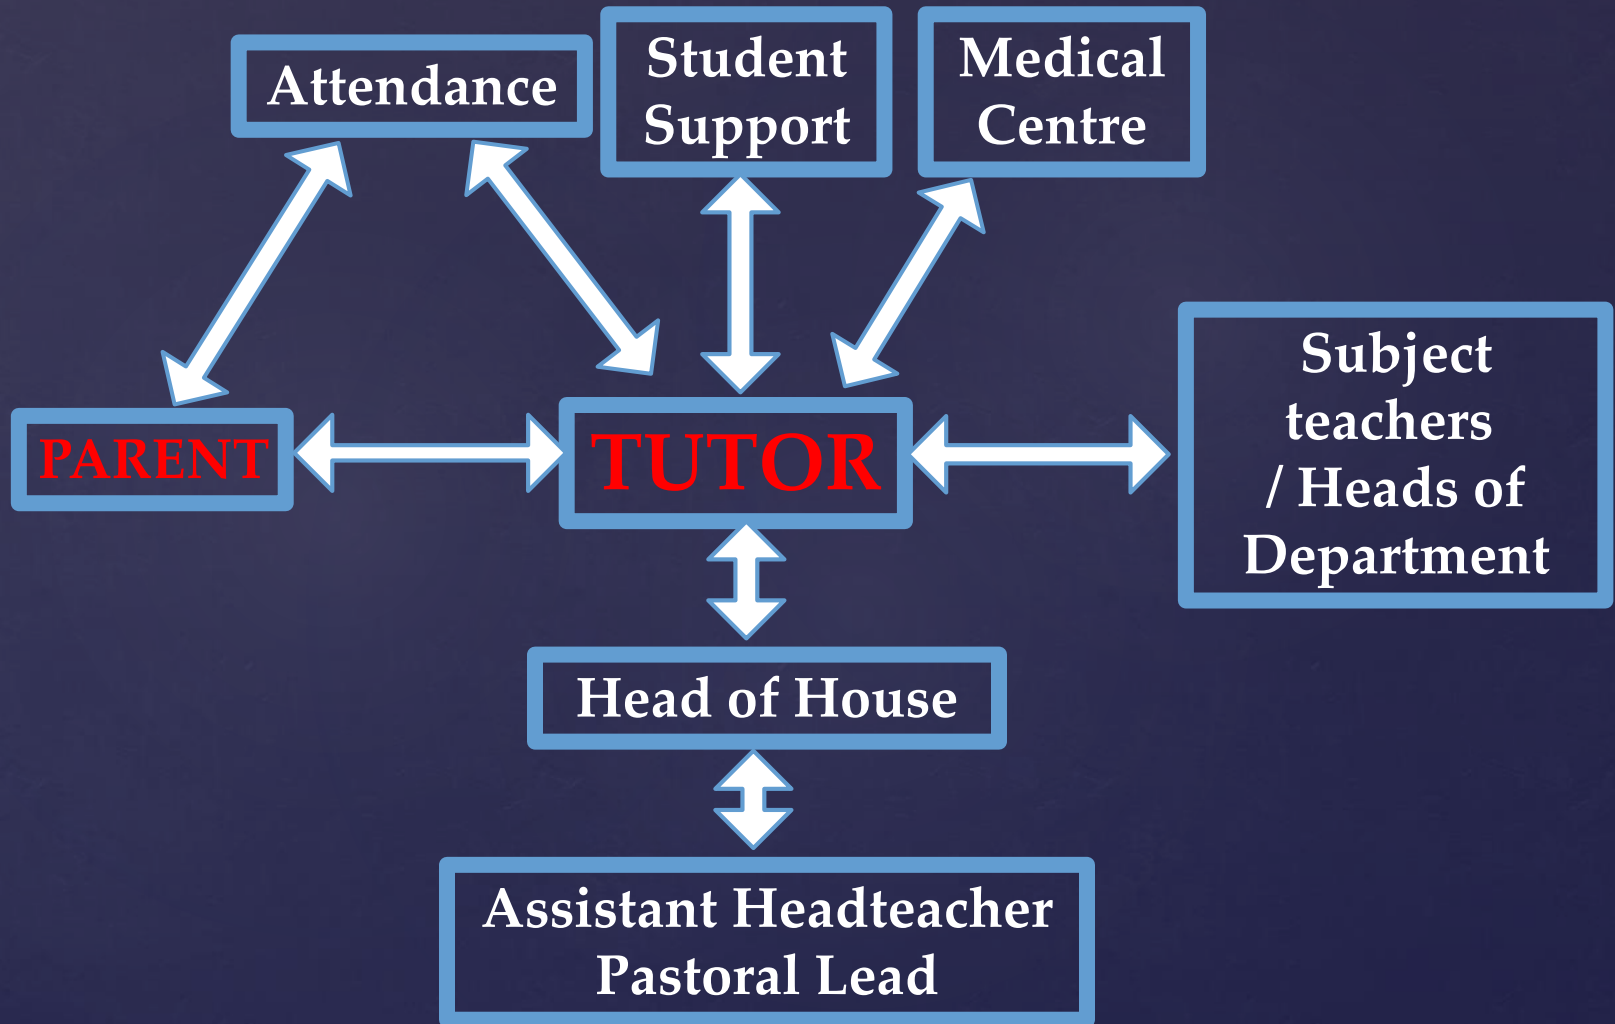 Attendance
Student
Support
Medical
Centre
PARENT
TUTOR
Subject
teachers
/ Heads of
Department
Head of House
Assistant Headteacher
Pastoral Lead